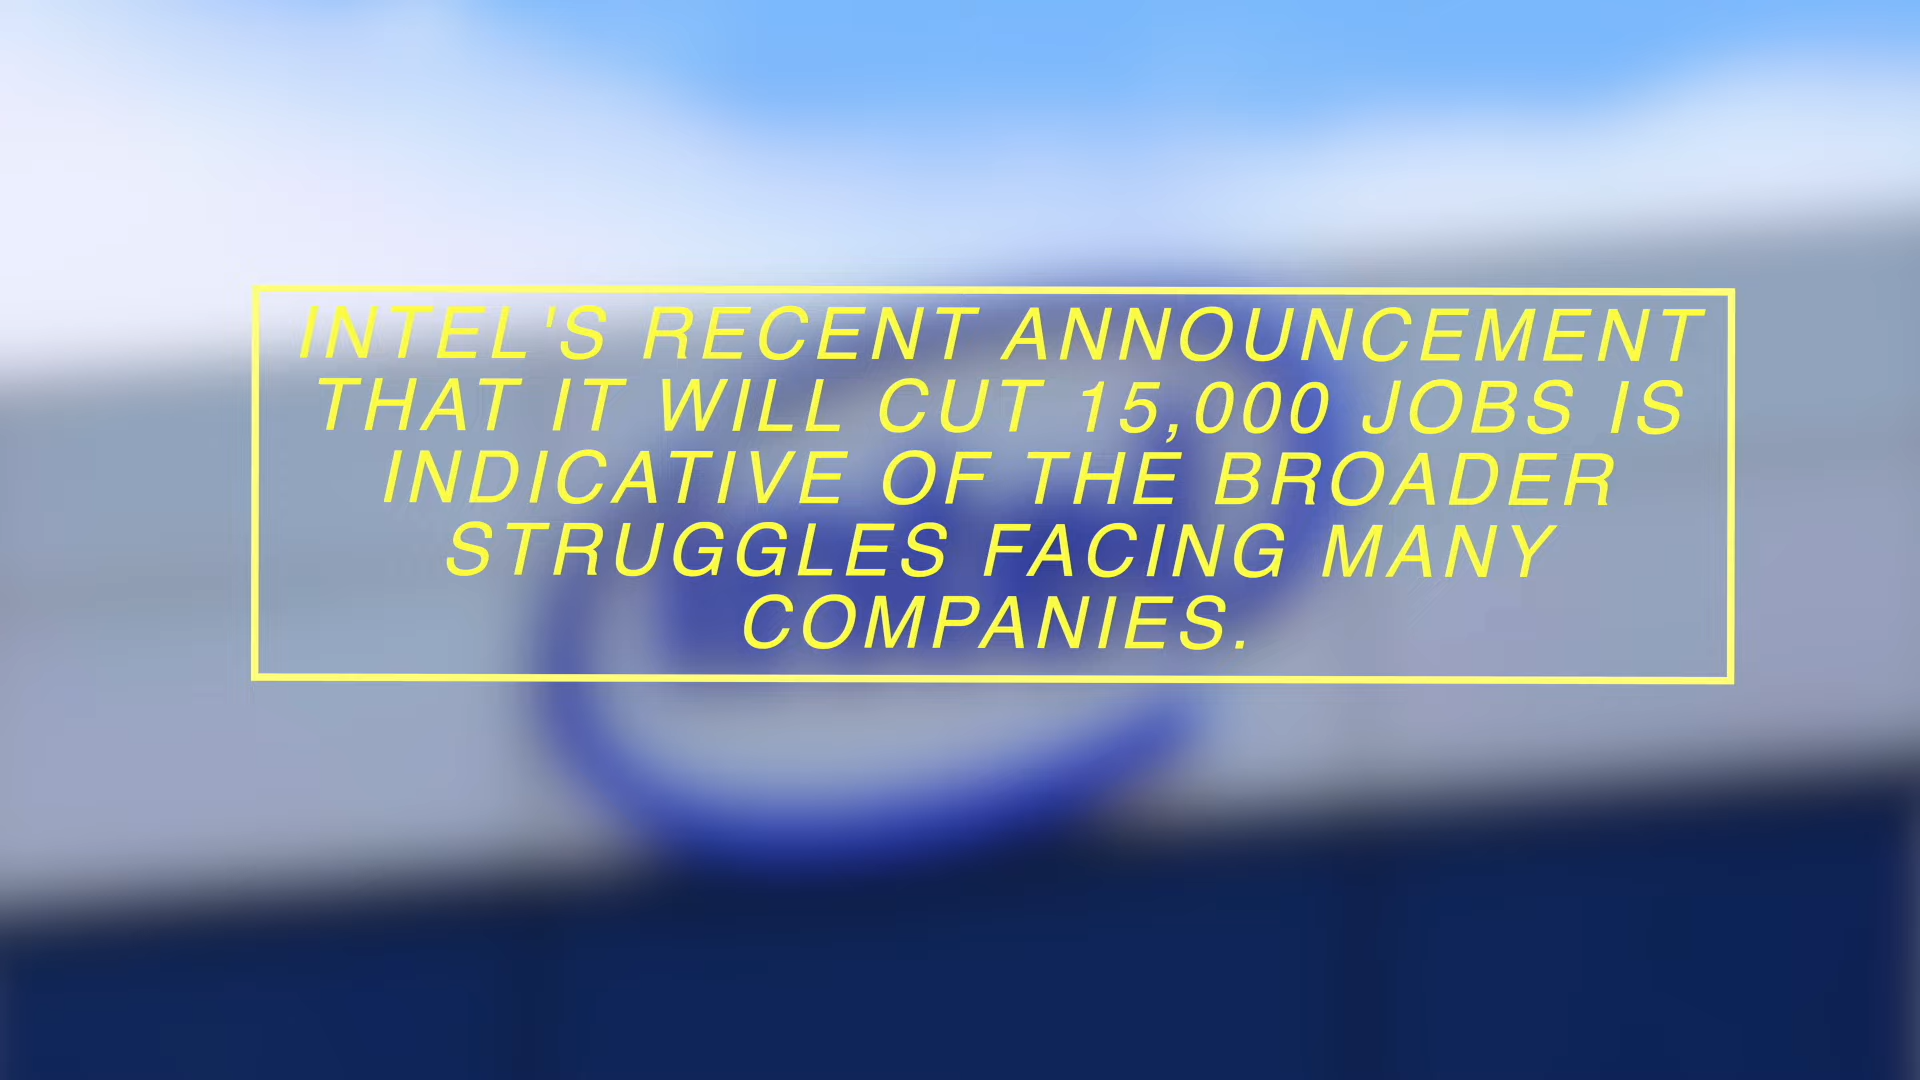 INTEL'S RECENT ANNOUNCEMENT
THAT IT WILL CUT 15,000 JOBS IS
INDICATIVE OF THE BROADER
STRUGGLES FACING MANY
COMPANIES.